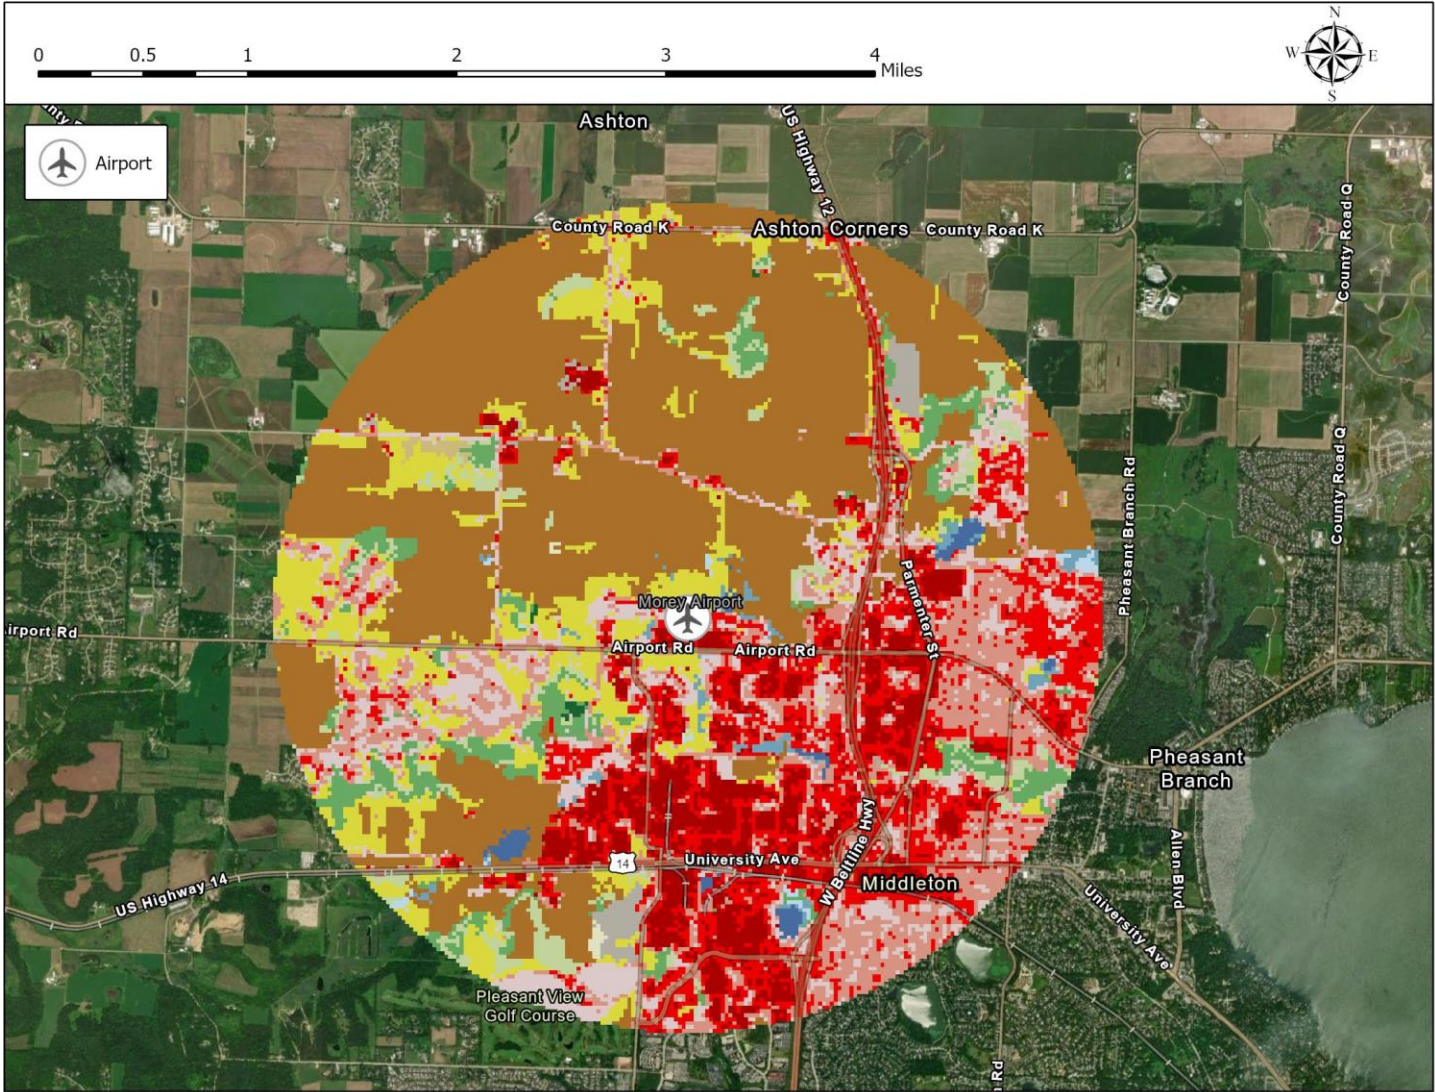 0 0.5 1 2 3 4
Miles
N
W E
S
Airport
Ashton
US Highway 12
County Road K
Ashton Corners
County Road K
County Road Q
County Road Q
Pheasant Branch Rd
Parmenter St
Morey Airport
Airport Rd
Airport Rd
Pheasant
Branch
Allen Blvd
W Beltline Hwy
University Ave
14
Middleton
US Highway 14
University Ave
Pleasant View
Golf Course
Rd